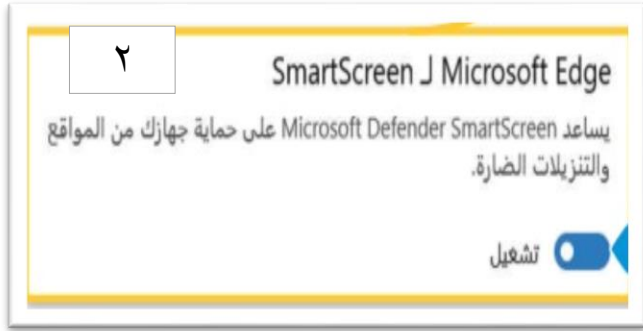 ٢
SmartScreen لـ Microsoft Edge
يساعد Microsoft Defender SmartScreen على حماية جهازك من المواقع
والتنزيلات الضارة.
تشغيل